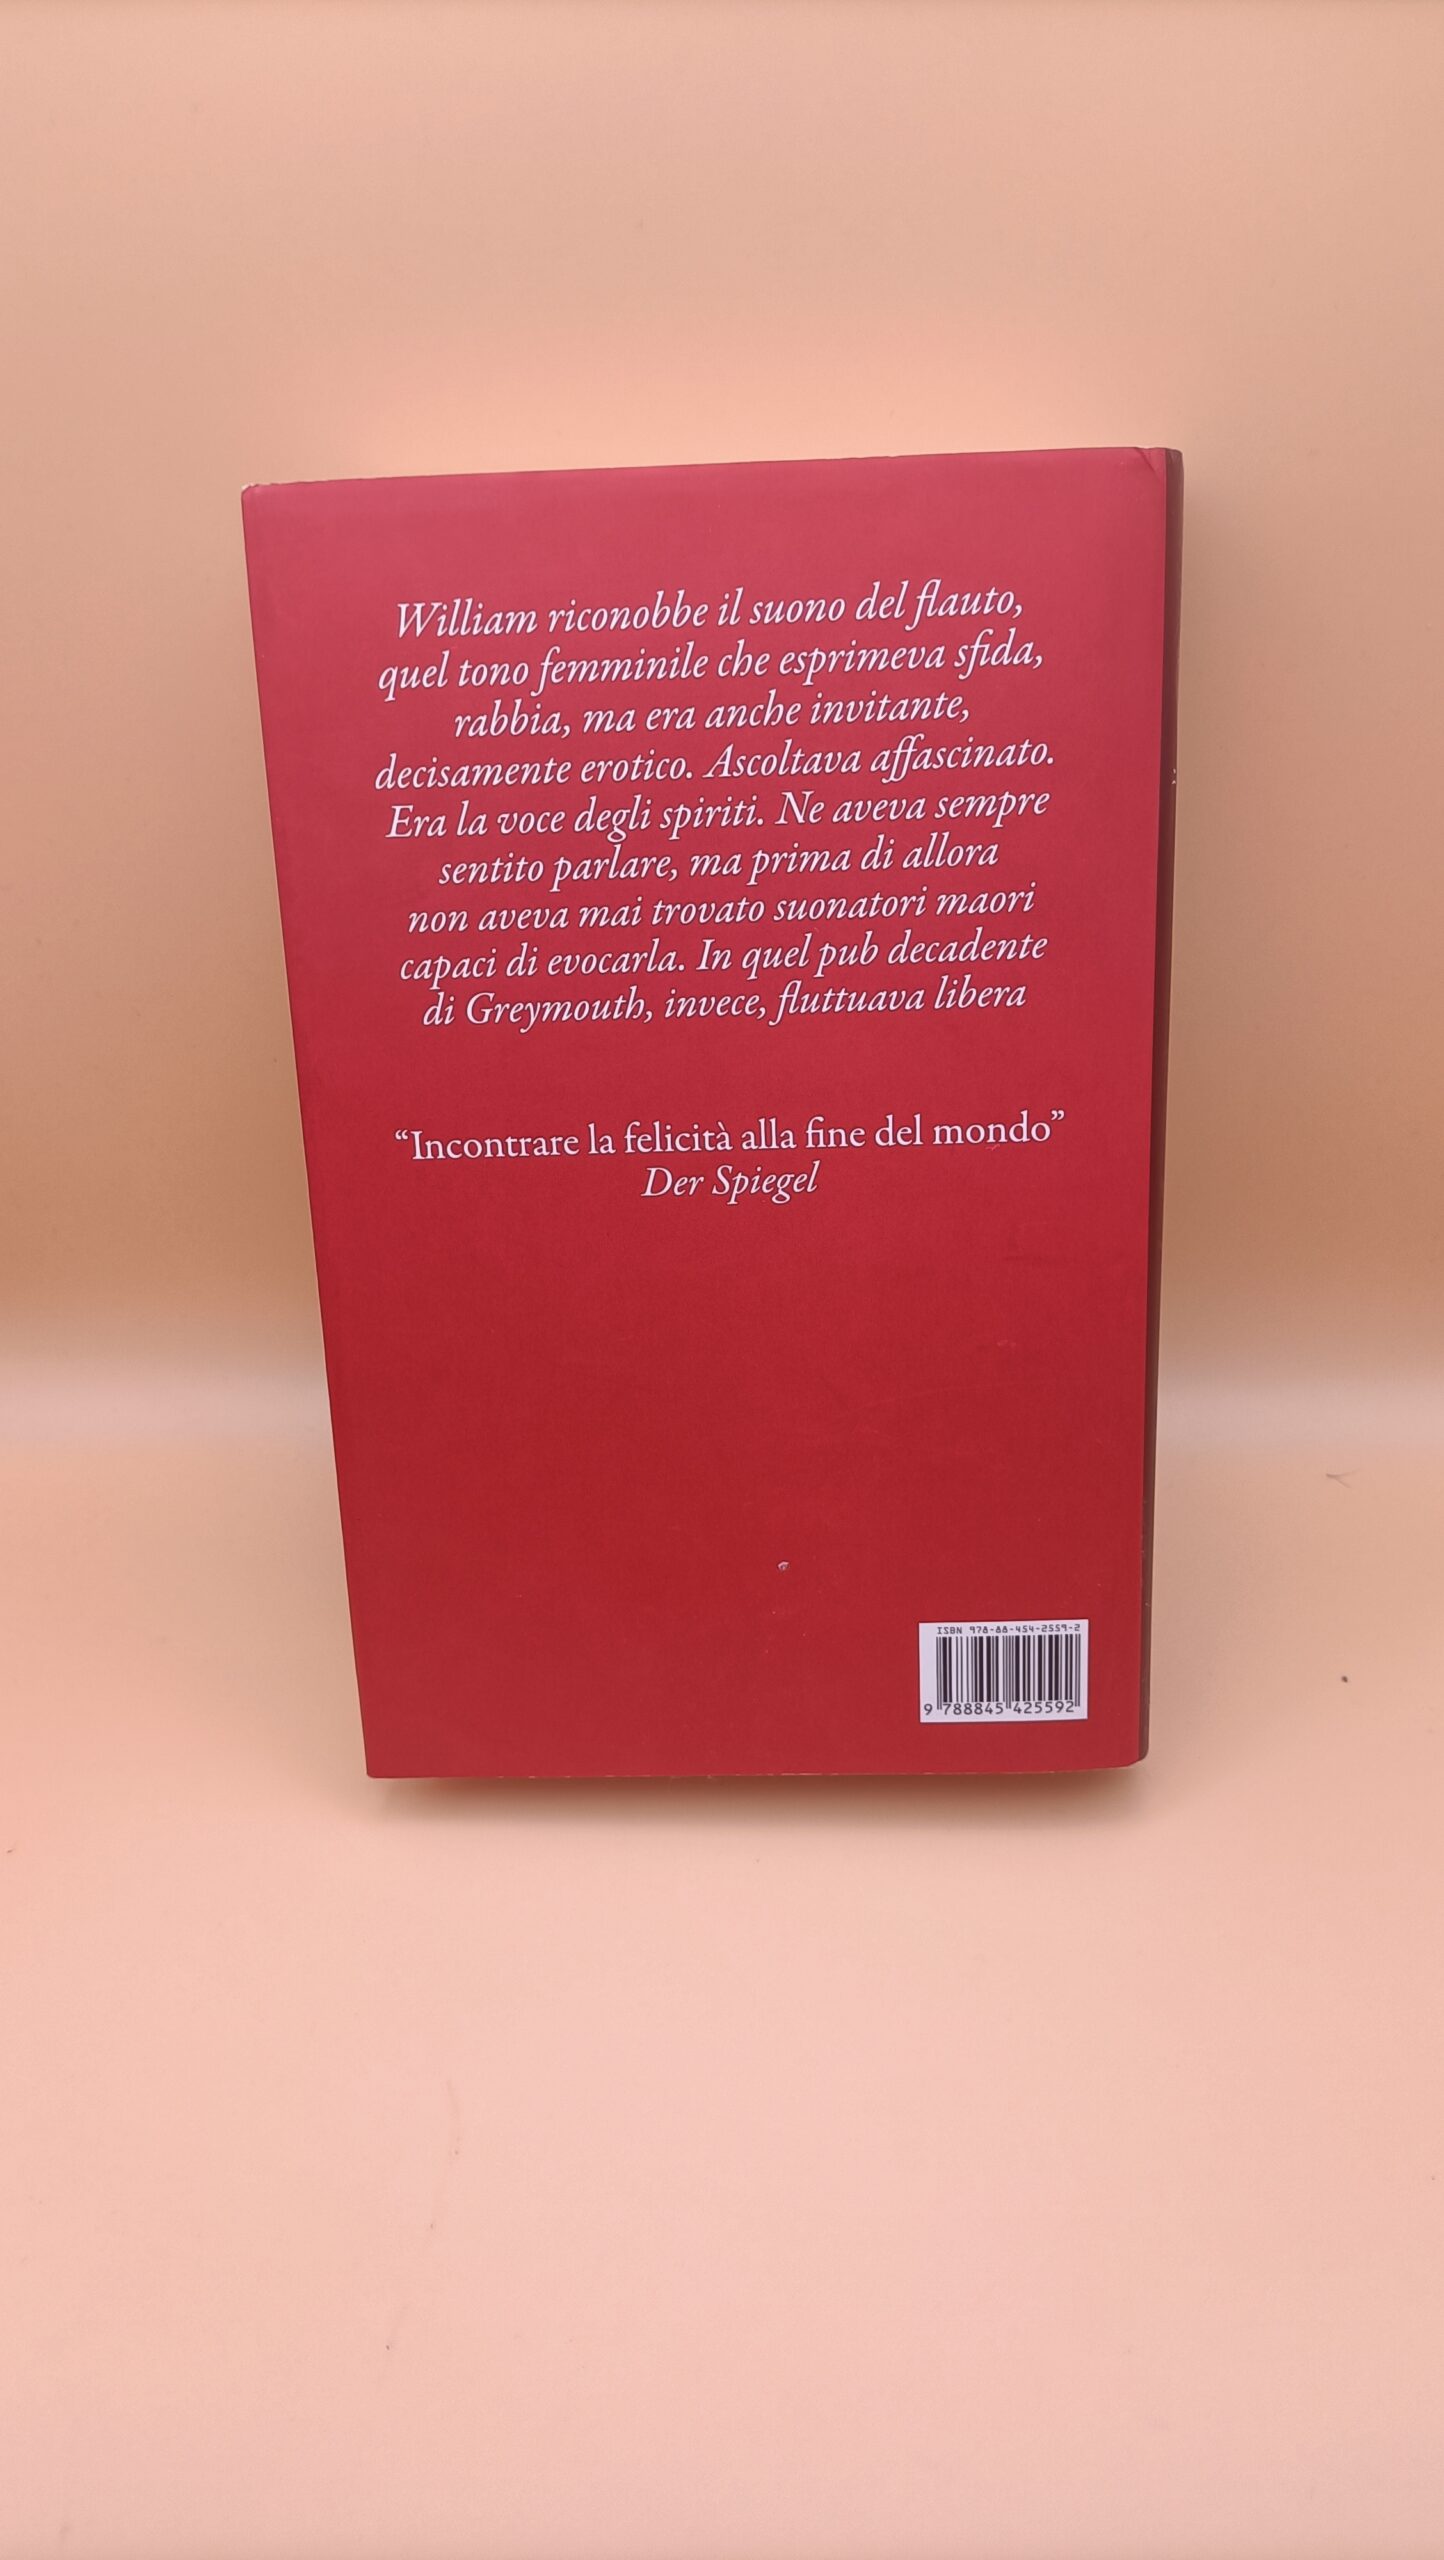 William riconobbe il suono del flauto,
quel tono femminile che esprimeva sfida,
rabbia, ma era anche invitante,
decisamente erotico. Ascoltava affascinato.
Era la voce degli spiriti. Ne aveva sempre
sentito parlare, ma prima di allora
non aveva mai trovato suonatori maori
capaci di evocarla. In quel pub decadente
di Greymouth, invece, fluttuava libera
“Incontrare la felicità alla fine del mondo”
Der Spiegel
ISBN 978-88-454-2559-2
9 788845 425592